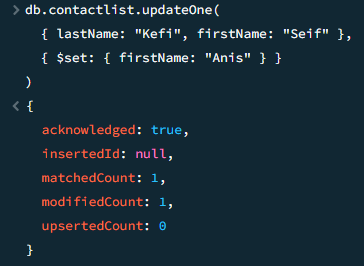 > db.contactlist.updateOne(
{ lastName: "Kefi", firstName: "Seif" },
{ $set: { firstName: "Anis" } }
)
< {
acknowledged: true,
insertedId: null,
matchedCount: 1,
modifiedCount: 1,
upsertedCount: 0
}